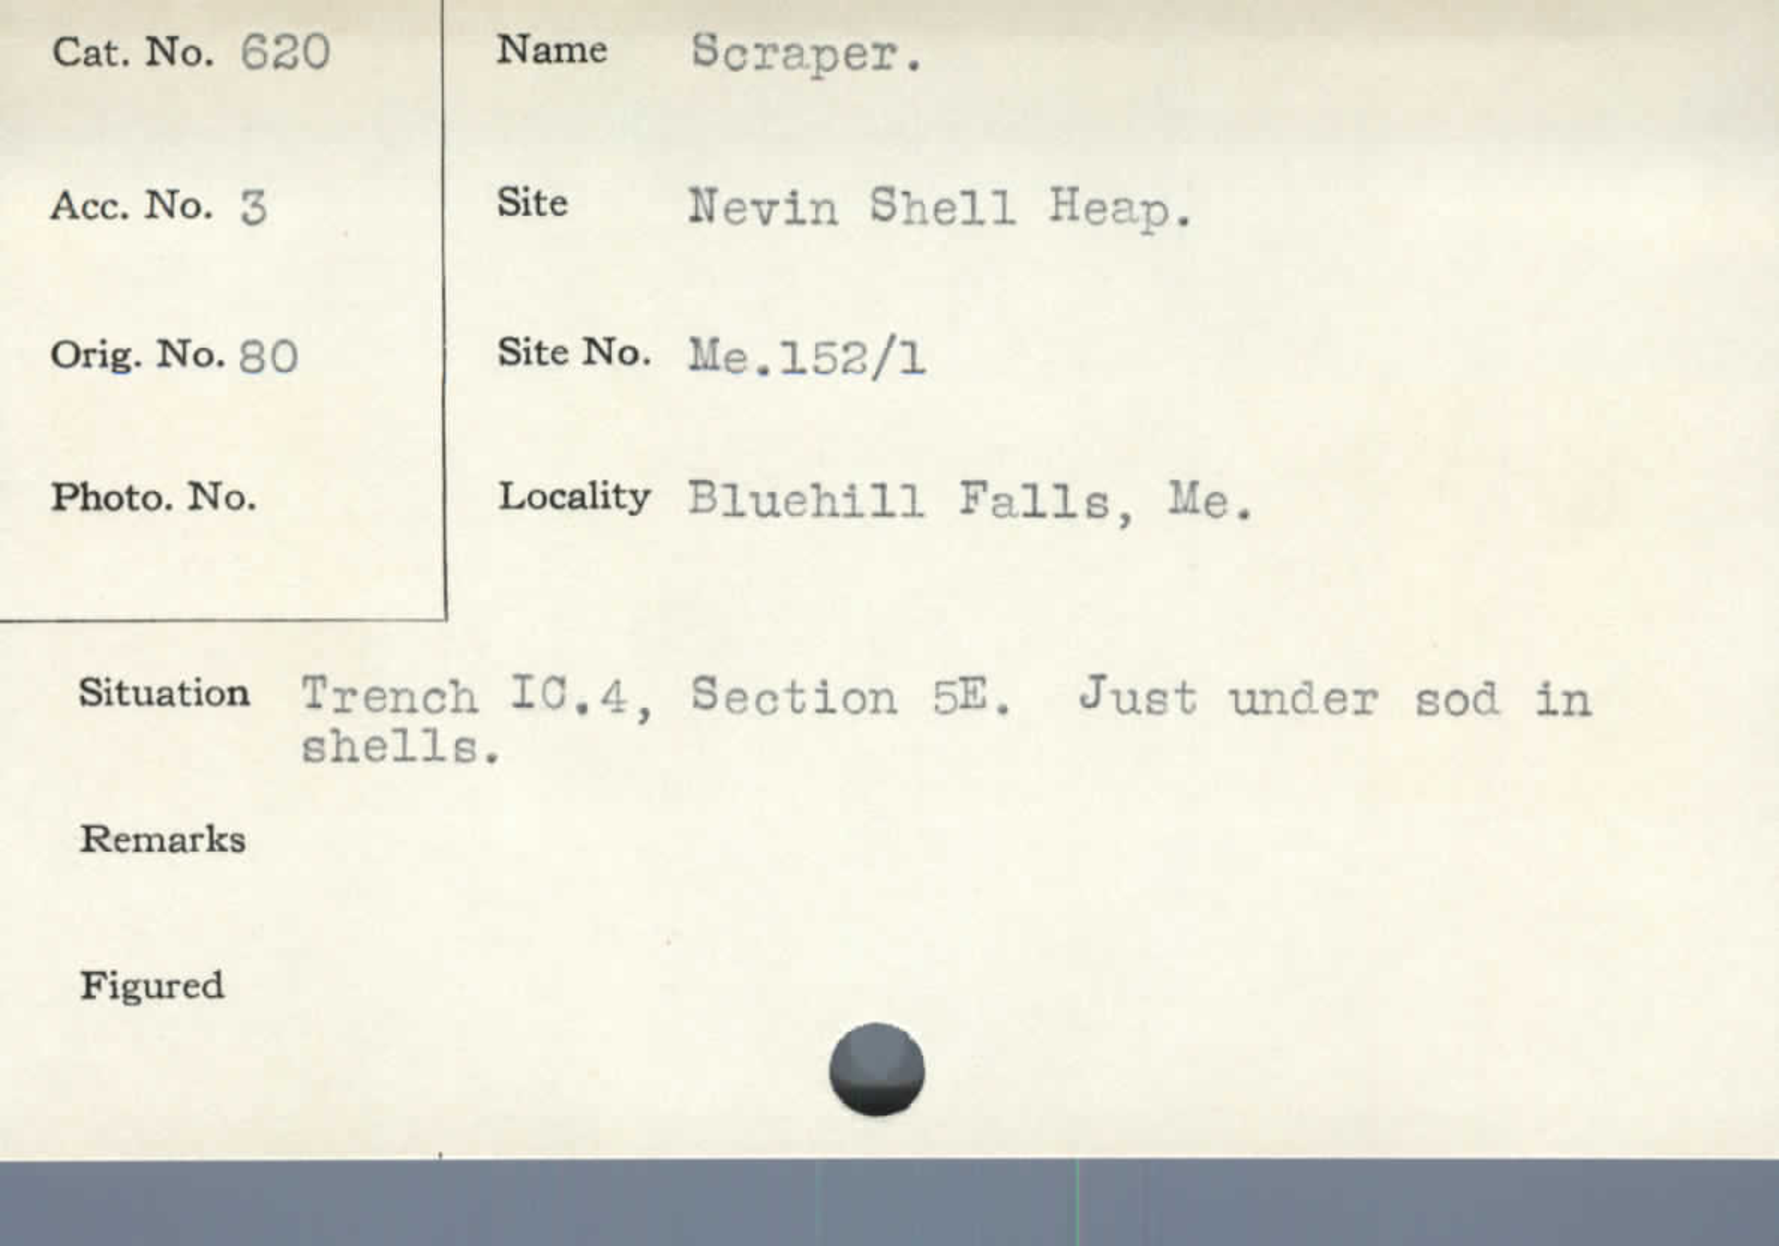 Cat. No. 620
Name Scraper.
Acc. No. 3
Site Nevin Shell Heap.
Orig. No. 80
Site No. Me.152/1
Photo. No.
Locality Bluehill Falls, Me.
Situation Trench IC.4, Section 5E. Just under sod in
shells.
Remarks
Figured